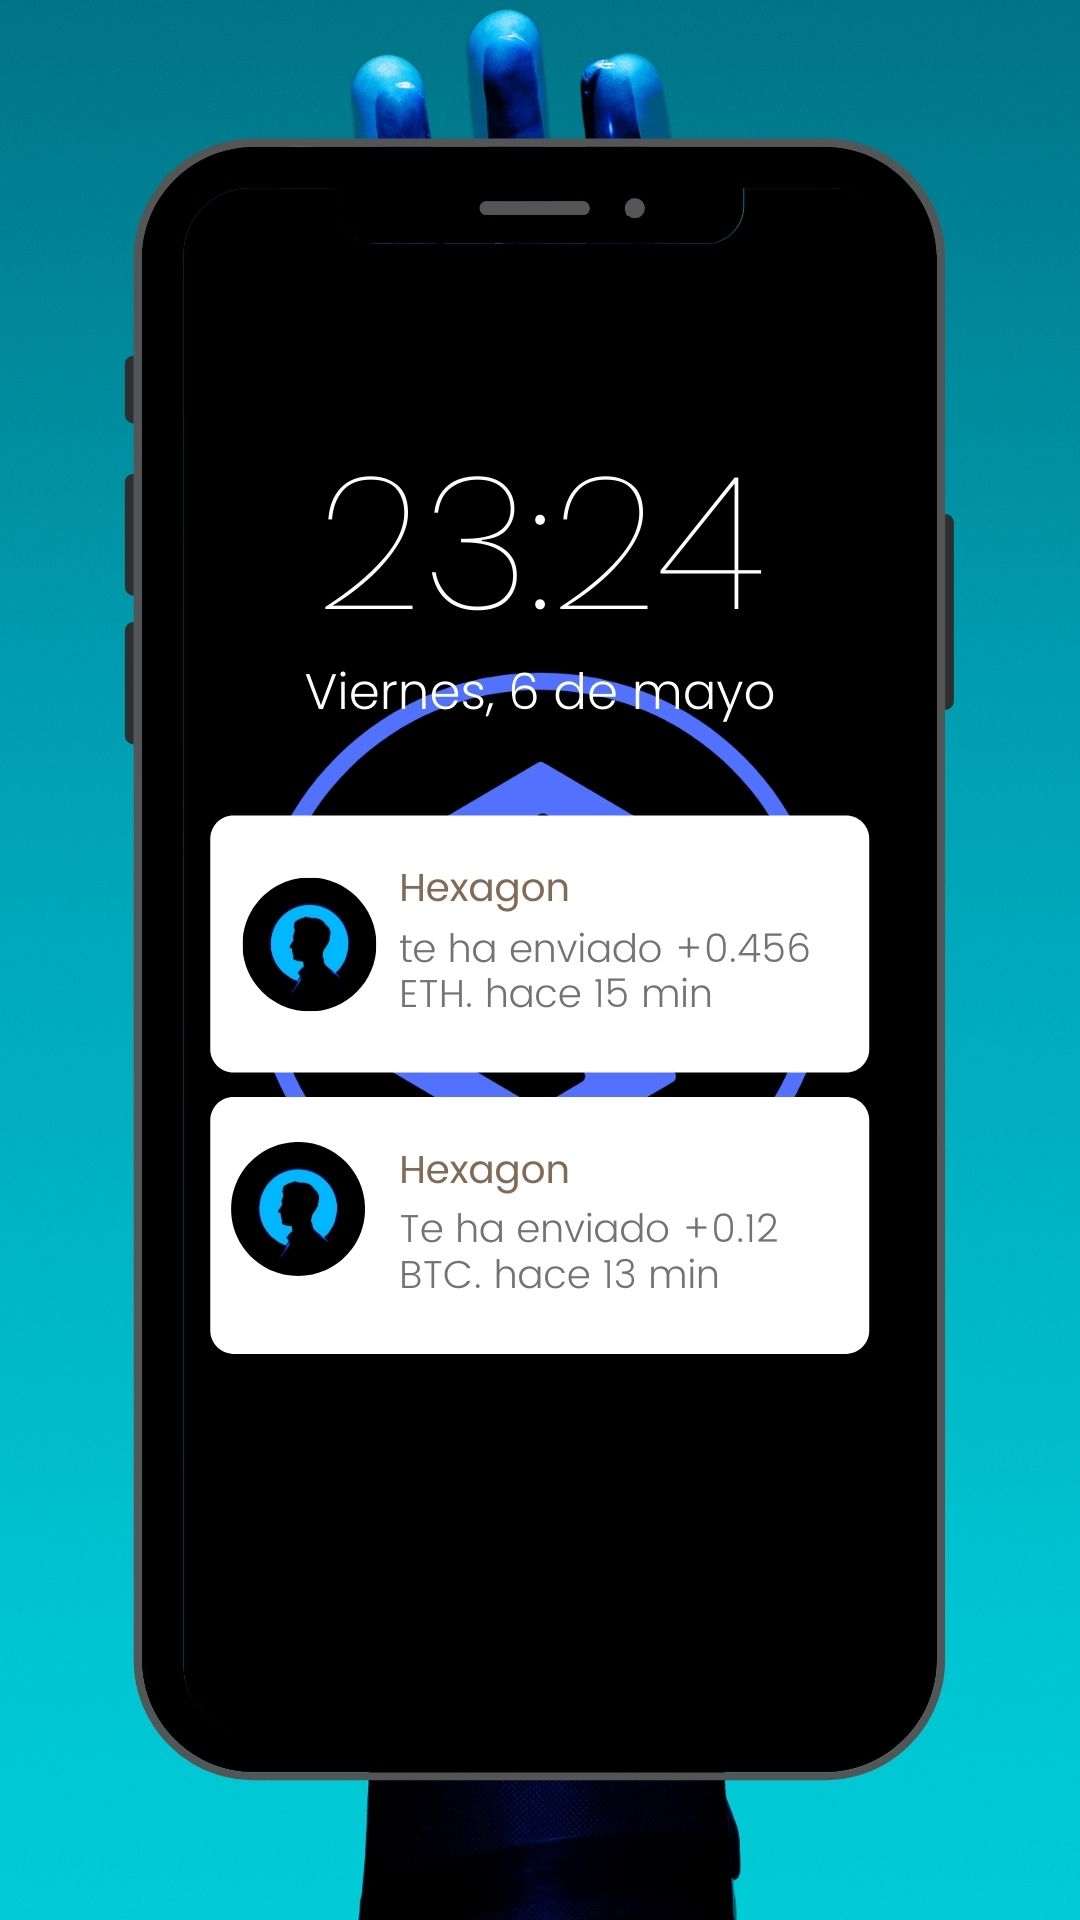 23:24
Viernes, 6 de mayo
Hexagon
te ha enviado +0.456
ETH. hace 15 min
Hexagon
Te ha enviado +0.12
BTC. hace 13 min